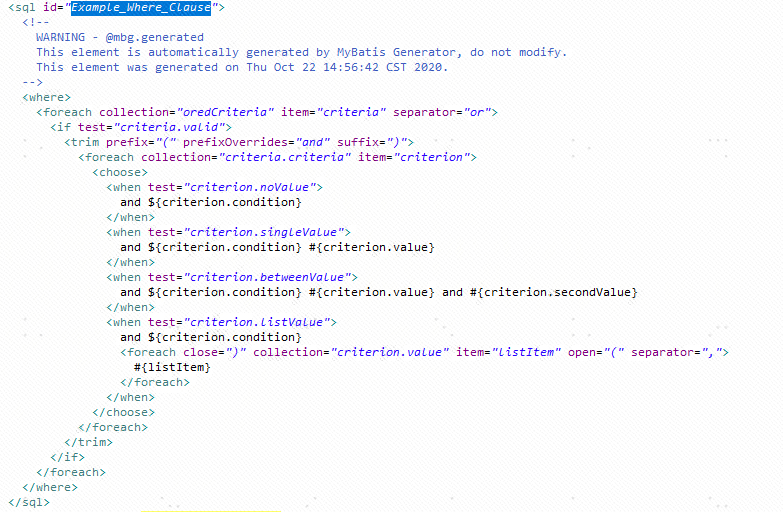 <sql id="Example_Where_Clause">
<!--
WARNING - @mbg.generated
This element is automatically generated by MyBatis Generator, do not modify.
This element was generated on Thu Oct 22 14:56:42 CST 2020.
-->
<where>
<foreach collection="oredCriteria" item="criteria" separator="or">
<if test="criteria.valid">
<trim prefix="(" prefixOverrides="and" suffix=")">
<foreach collection="criteria.criteria" item="criterion">
<choose>
<when test="criterion.noValue">
and ${criterion.condition}
</when>
<when test="criterion.singleValue">
and ${criterion.condition} #{criterion.value}
</when>
<when test="criterion.betweenValue">
and ${criterion.condition} #{criterion.value} and #{criterion.secondValue}
</when>
<when test="criterion.listValue">
and ${criterion.condition}
<foreach close=")" collection="criterion.value" item="listItem" open="(" separator=",">
#{listItem}
</foreach>
</when>
</choose>
</foreach>
</trim>
</if>
</foreach>
</where>
</sql>